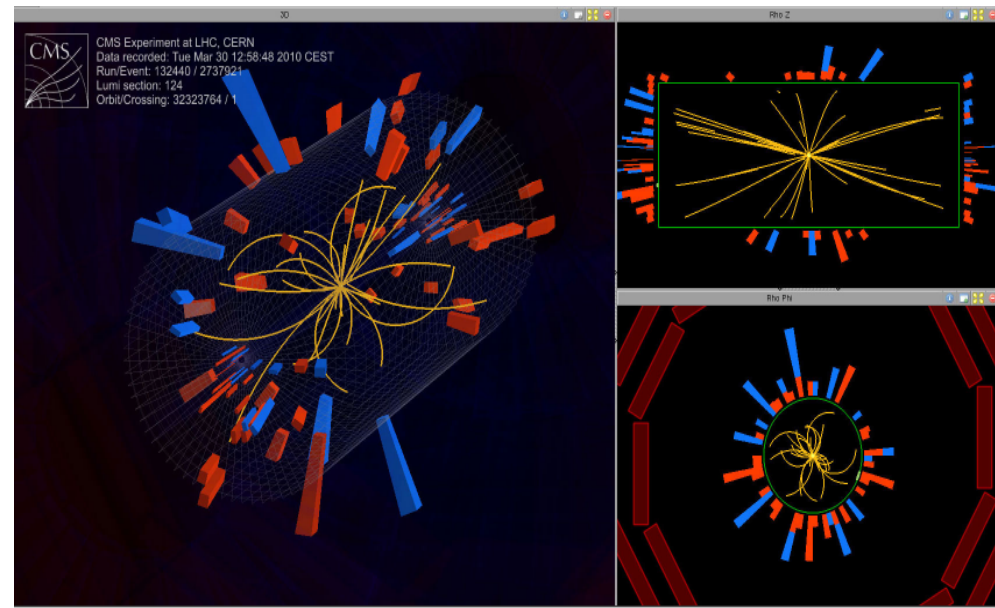 3D
CMS
CMS Experiment at LHC, CERN
Data recorded: Tue Mar 30 12:58:48 2010 CEST
Run/Event: 132440 / 2737921
Lumi section: 124
Orbit/Crossing: 32323764 / 1
Rho Z
Rho Phi